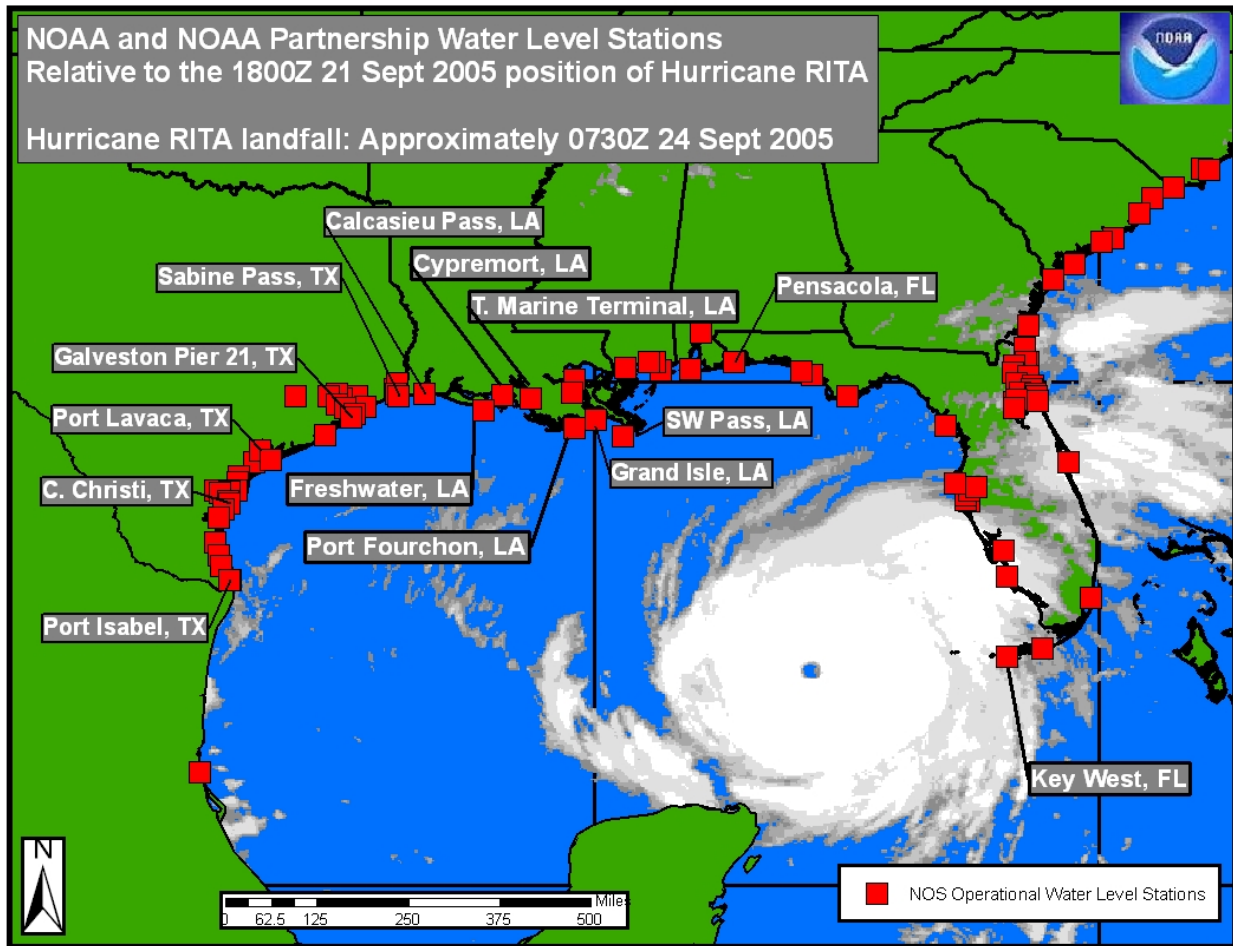 NOAA and NOAA Partnership Water Level Stations
Relative to the 1800Z 21 Sept 2005 position of Hurricane RITA
Hurricane RITA landfall: Approximately 0730Z 24 Sept 2005
NOAA
Calcasieu Pass, LA
Cypremort, LA
Sabine Pass, TX
Pensacola, FL
T. Marine Terminal, LA
Galveston Pier 21, TX
Port Lavaca, TX
SW Pass, LA
Grand Isle, LA
C. Christi, TX
Freshwater, LA
Port Fourchon, LA
Port Isabel, TX
Key West, FL
N
Miles
0 62.5 125 250 375 500
NOS Operational Water Level Stations